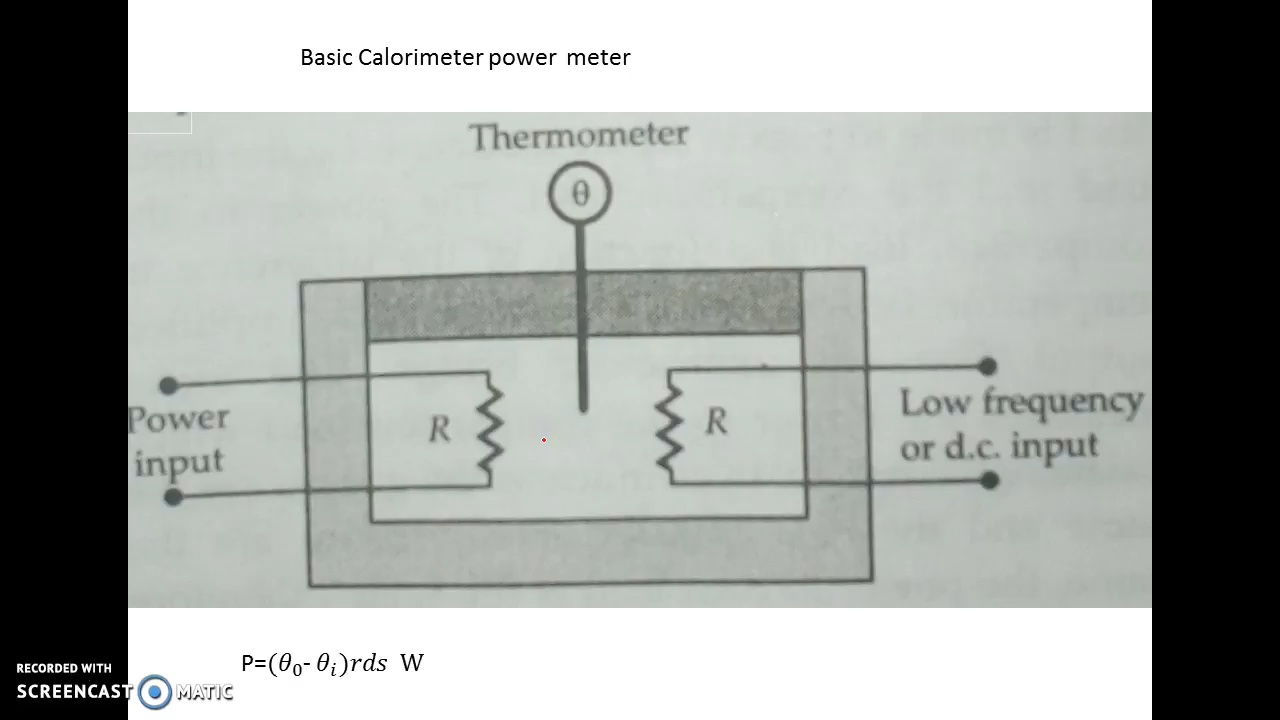 Basic Calorimeter power meter
Thermometer
θ
Power
input
R
R
Low frequency
or d.c. input
P=(θ₀- θᵢ)rds W
RECORDED WITH
SCREENCAST MATIC